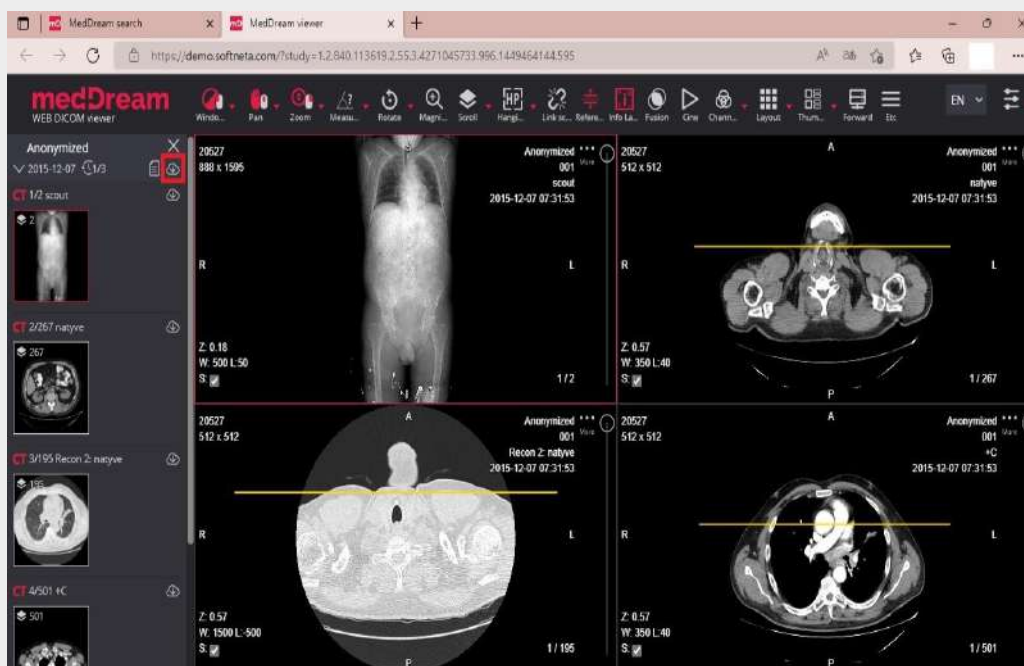 MedDream search
MedDream viewer
https://demo.softneta.com/?study=1.2.840.113619.2.55.3.4271045733.996.1449464144.595
medDream
WEB DICOM viewer
Windo... Pan Zoom Measu... Rotate Magni... Scroll Hangi... Link sc... Refere... Info La... Fusion Cine Chann... Layout Thum... Forward Etc EN
Anonymized
2015-12-07 1/3
CT 1/2 scout
2
CT 2/267 natyve
267
CT 3/195 Recon 2: natyve
195
CT 4/501 +C
501
20527
888 x 1595
Anonymized
More
001
scout
2015-12-07 07:31:53
R
L
Z: 0.18
W: 500 L:50
S:
1/2
20527
512 x 512
A
Anonymized
001
natyve
2015-12-07 07:31:53
R
L
Z: 0.57
W: 350 L:40
S:
P
1/267
20527
512 x 512
A
Anonymized
More
001
Recon 2: natyve
2015-12-07 07:31:53
R
L
Z: 0.57
W: 1500 L:-500
S:
P
1/195
20527
512 x 512
A
Anonymized
More
001
+C
2015-12-07 07:31:53
R
L
Z: 0.57
W: 350 L:40
S:
P
1/501